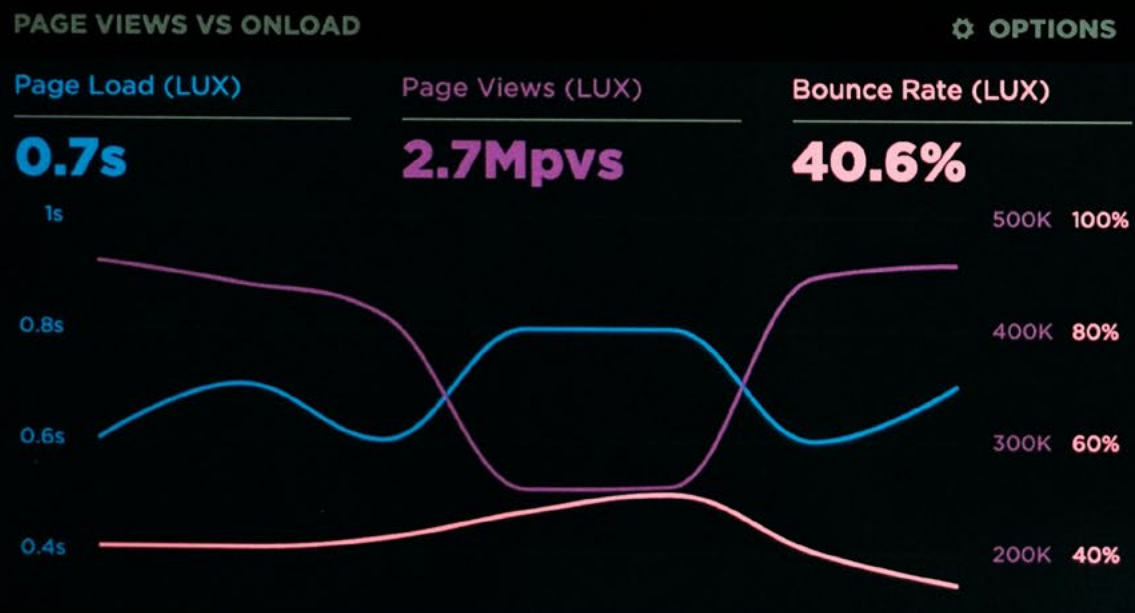 PAGE VIEWS VS ONLOAD
OPTIONS
Page Load (LUX)
Page Views (LUX)
Bounce Rate (LUX)
0.7s
2.7Mpvs
40.6%
1s
500K 100%
0.8s
400K 80%
0.6s
300K 60%
0.4s
200K 40%